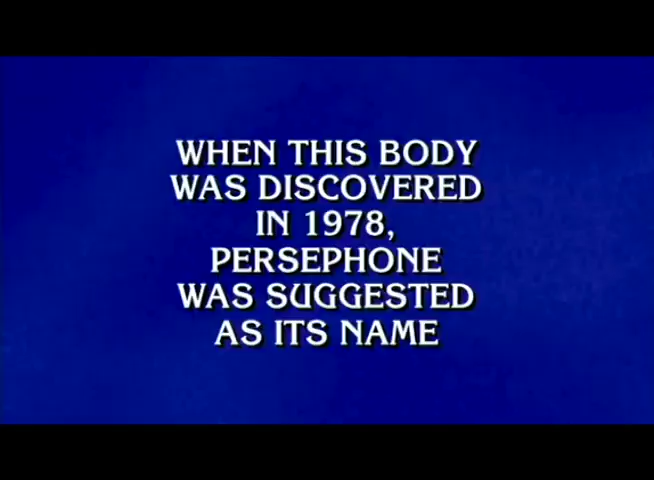 WHEN THIS BODY
WAS DISCOVERED
IN 1978,
PERSEPHONE
WAS SUGGESTED
AS ITS NAME